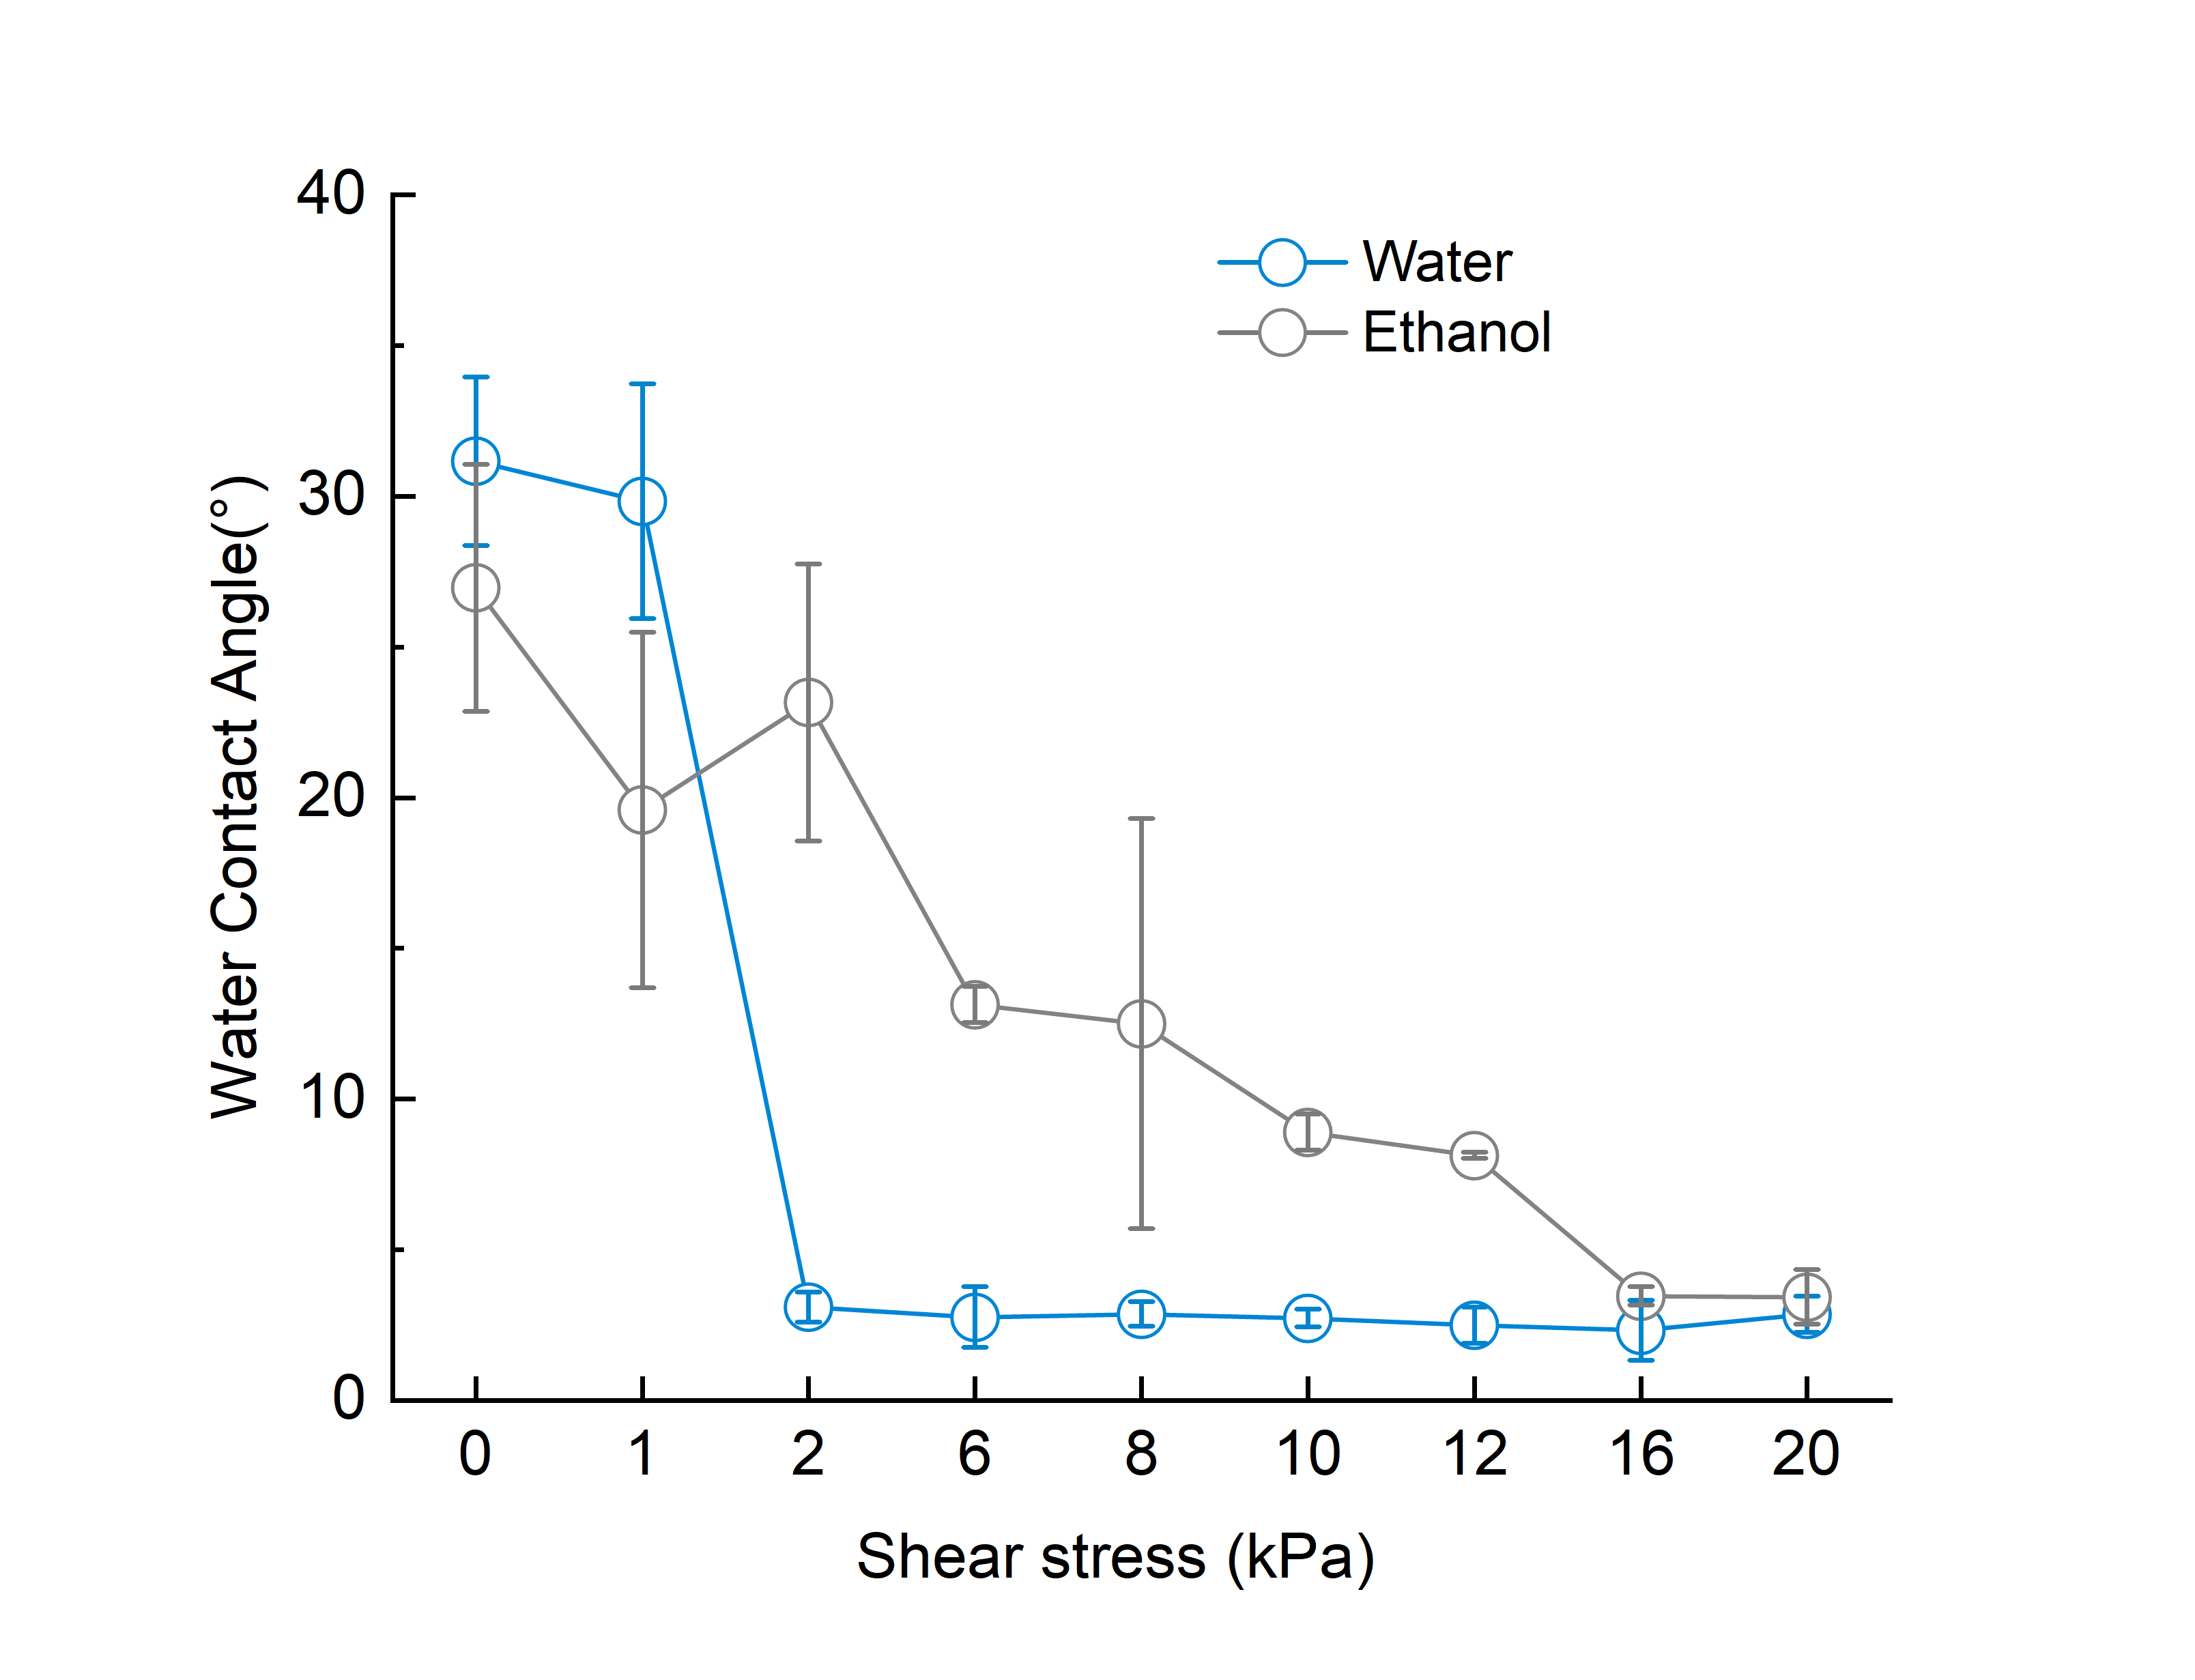 40
30
20
10
0
Water Contact Angle(°)
Water
Ethanol
0 1 2 6 8 10 12 16 20
Shear stress (kPa)